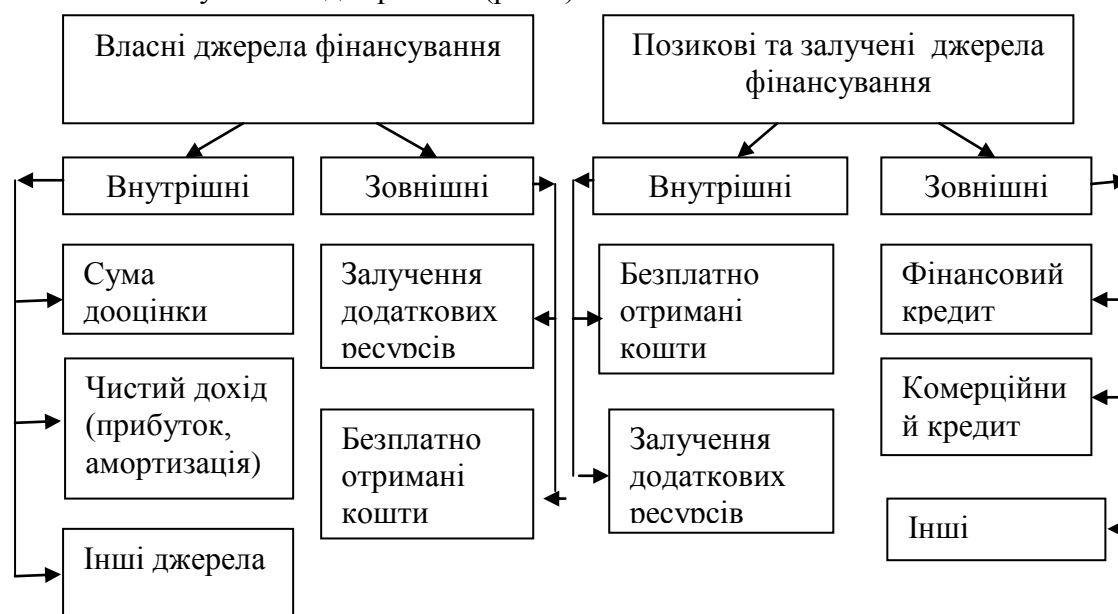 Власні джерела фінансування
Позикові та залучені джерела
фінансування
Внутрішні
Зовнішні
Внутрішні
Зовнішні
Сума
дооцінки
Чистий дохід
(прибуток,
амортизація)
Інші джерела
Залучення
додаткових
ресурсів
Безплатно
отримані
кошти
Безплатно
отримані
кошти
Залучення
додаткових
ресурсів
Фінансовий
кредит
Комерційни
й кредит
Інші